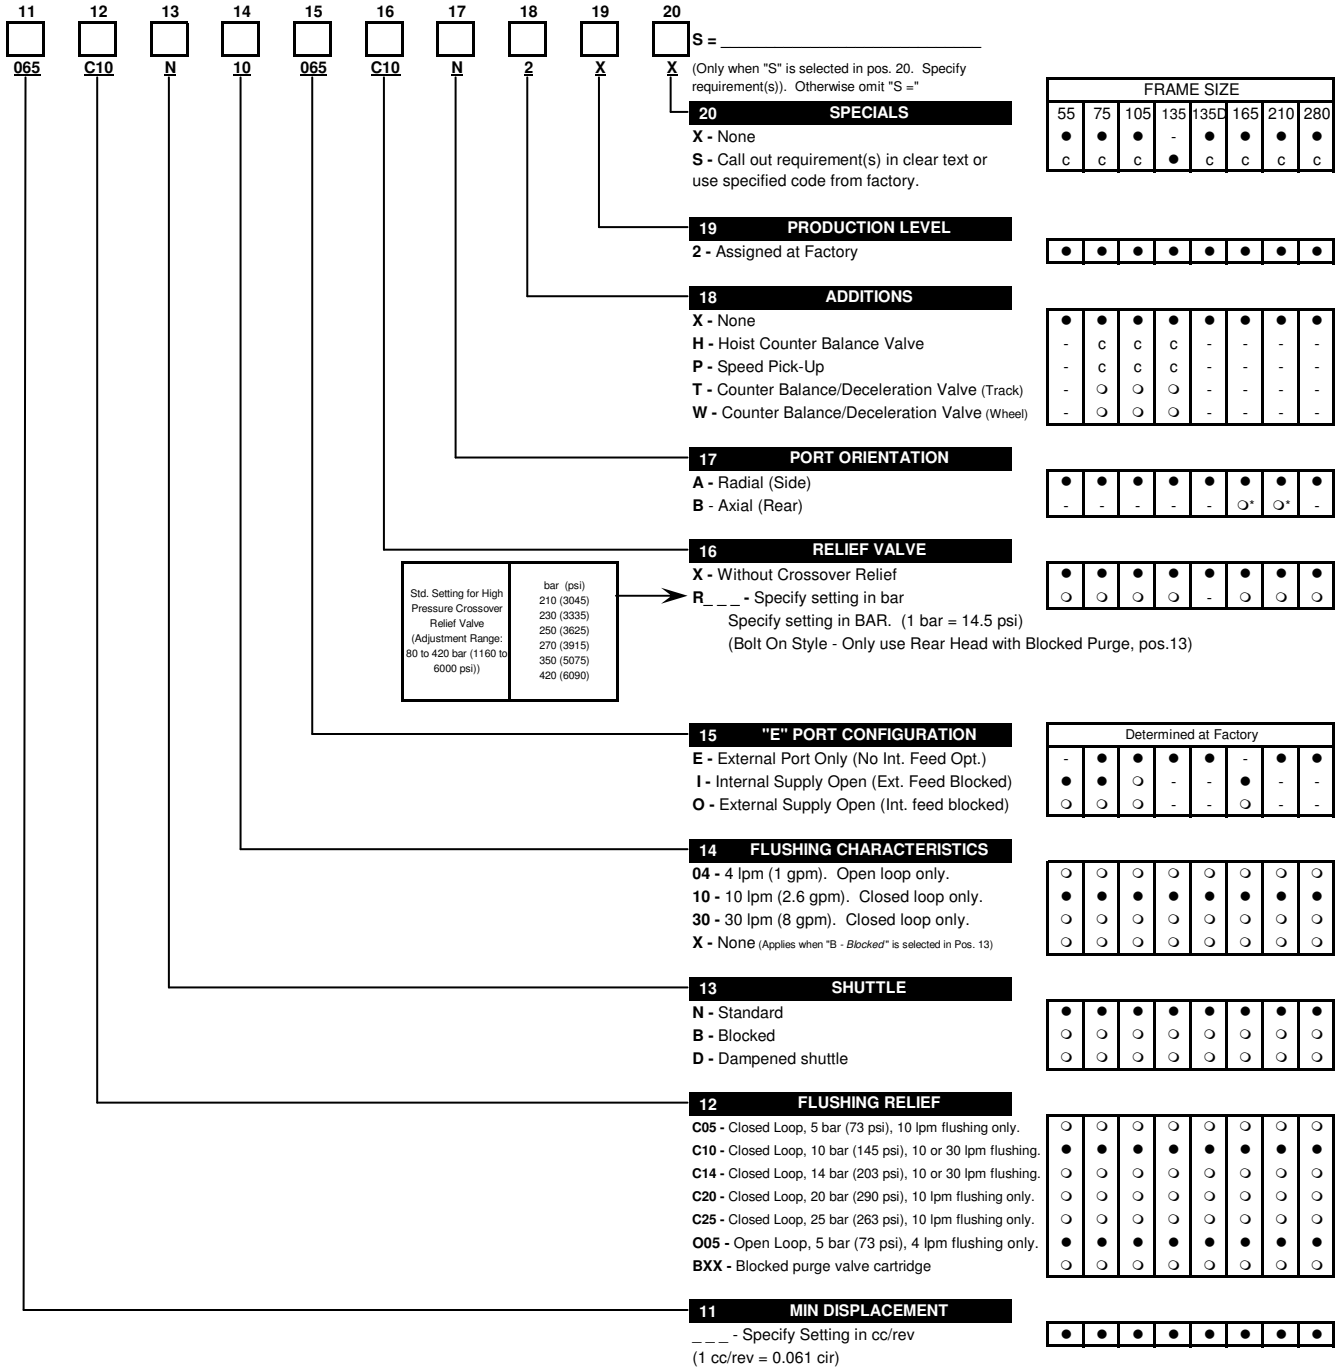 11 12 13 14 15 16 17 18 19 20
S = ____________________________
065 C10 N 10 065 C10 N 2 X X
(Only when "S" is selected in pos. 20. Specify
requirement(s)). Otherwise omit "S ="
FRAME SIZE
55 75 105 135 135D 165 210 280
20 SPECIALS
X - None ● ● ● - ● ● ● ●
S - Call out requirement(s) in clear text or c c c ● c c c c
use specified code from factory.
19 PRODUCTION LEVEL
2 - Assigned at Factory ● ● ● ● ● ● ● ●
18 ADDITIONS
X - None ● ● ● ● ● ● ● ●
H - Hoist Counter Balance Valve - c c c - - - -
P - Speed Pick-Up - c c c - - - -
T - Counter Balance/Deceleration Valve (Track) - ❍ ❍ ❍ - - - -
W - Counter Balance/Deceleration Valve (Wheel) - ❍ ❍ ❍ - - - -
17 PORT ORIENTATION
A - Radial (Side) ● ● ● ● ● ● ● ●
B - Axial (Rear) - - - - - ❍* ❍* -
16 RELIEF VALVE
X - Without Crossover Relief ● ● ● ● ● ● ● ●
R_ _ _ - Specify setting in bar ❍ ❍ ❍ - ❍ ❍ ❍ ❍
Specify setting in BAR. (1 bar = 14.5 psi)
(Bolt On Style - Only use Rear Head with Blocked Purge, pos.13)
Std. Setting for High
Pressure Crossover
Relief Valve
(Adjustment Range:
80 to 420 bar (1160 to
6000 psi))
bar (psi)
210 (3045)
230 (3335)
250 (3625)
270 (3915)
350 (5075)
420 (6090)
15 "E" PORT CONFIGURATION
Determined at Factory
E - External Port Only (No Int. Feed Opt.) - ● ● ● ● - ● ●
I - Internal Supply Open (Ext. Feed Blocked) ● ● ❍ - - ● - -
O - External Supply Open (Int. feed blocked) ❍ ❍ ❍ - - ❍ - -
14 FLUSHING CHARACTERISTICS
04 - 4 lpm (1 gpm). Open loop only. ❍ ❍ ❍ ❍ ❍ ❍ ❍ ❍
10 - 10 lpm (2.6 gpm). Closed loop only. ● ● ● ● ● ● ● ●
30 - 30 lpm (8 gpm). Closed loop only. ❍ ❍ ❍ ❍ ❍ ❍ ❍ ❍
X - None (Applies when "B - Blocked" is selected in Pos. 13) ❍ ❍ ❍ ❍ ❍ ❍ ❍ ❍
13 SHUTTLE
N - Standard ● ● ● ● ● ● ● ●
B - Blocked ❍ ❍ ❍ ❍ ❍ ❍ ❍ ❍
D - Dampened shuttle ❍ ❍ ❍ ❍ ❍ ❍ ❍ ❍
12 FLUSHING RELIEF
C05 - Closed Loop, 5 bar (73 psi), 10 lpm flushing only. ❍ ❍ ❍ ❍ ❍ ❍ ❍ ❍
C10 - Closed Loop, 10 bar (145 psi), 10 or 30 lpm flushing. ● ● ● ● ● ● ● ●
C14 - Closed Loop, 14 bar (203 psi), 10 or 30 lpm flushing. ❍ ❍ ❍ ❍ ❍ ❍ ❍ ❍
C20 - Closed Loop, 20 bar (290 psi), 10 lpm flushing only. ❍ ❍ ❍ ❍ ❍ ❍ ❍ ❍
C25 - Closed Loop, 25 bar (263 psi), 10 lpm flushing only. ❍ ❍ ❍ ❍ ❍ ❍ ❍ ❍
O05 - Open Loop, 5 bar (73 psi), 4 lpm flushing only. ● ● ● ● ● ● ● ●
BXX - Blocked purge valve cartridge ❍ ❍ ❍ ❍ ❍ ❍ ❍ ❍
11 MIN DISPLACEMENT
_ _ _ - Specify Setting in cc/rev ● ● ● ● ● ● ● ●
(1 cc/rev = 0.061 cir)